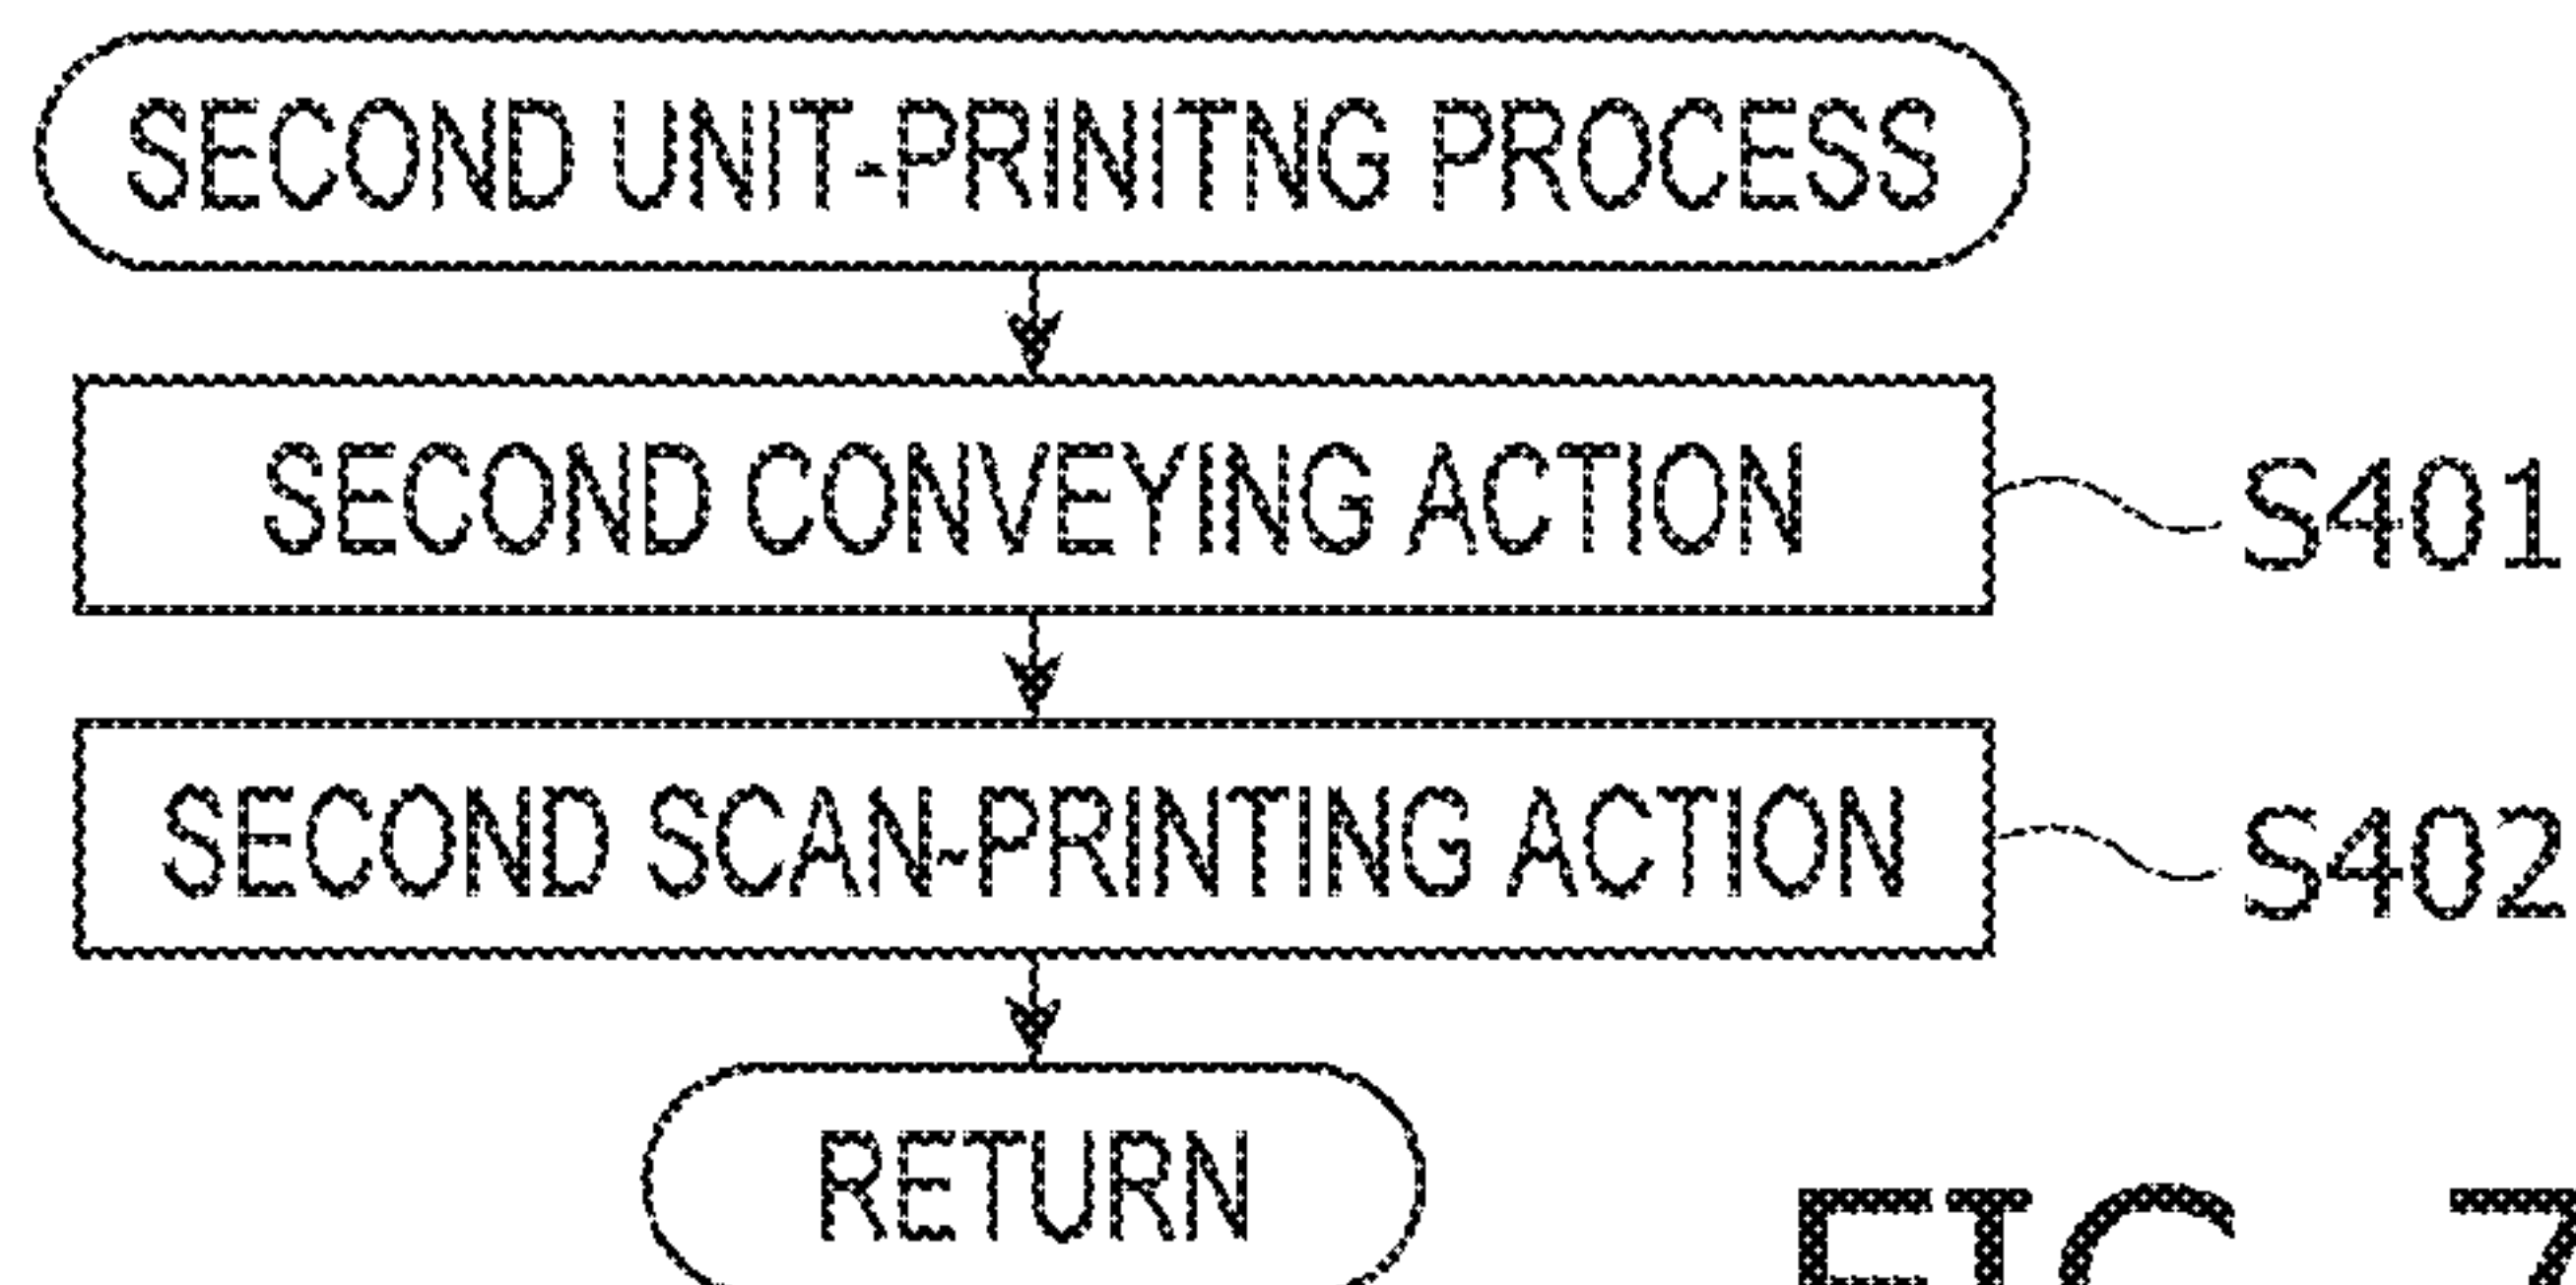 SECOND UNIT-PRINITNG PROCESS
SECOND CONVEYING ACTION
S401
SECOND SCAN-PRINTING ACTION
S402
RETURN